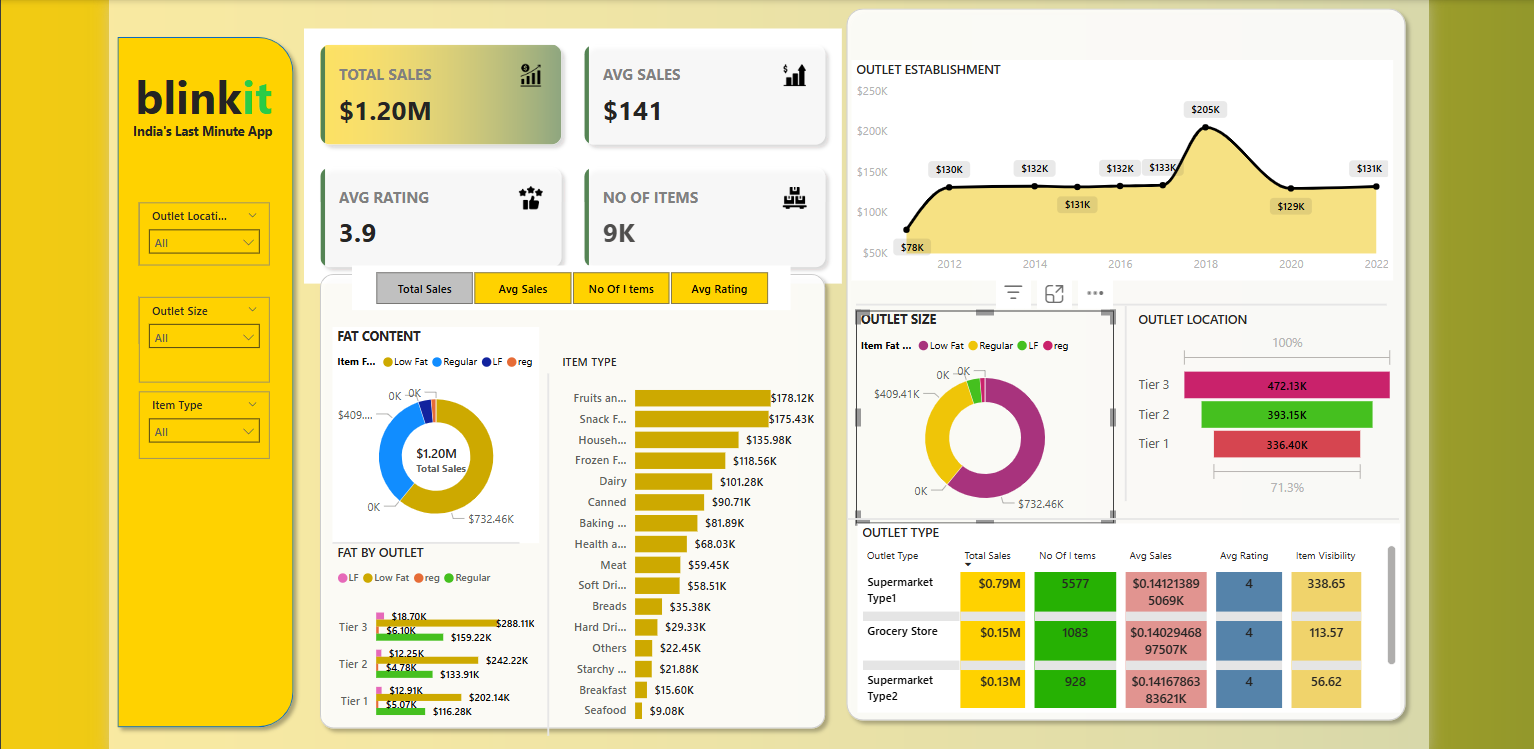 blinkit
India's Last Minute App
Outlet Locati...
All
Outlet Size
All
Item Type
All
TOTAL SALES
$1.20M
AVG SALES
$141
AVG RATING
3.9
NO OF ITEMS
9K
Total Sales Avg Sales No Of I tems Avg Rating
FAT CONTENT
Item F... Low Fat Regular LF reg
0K 0K
$409....
$1.20M
Total Sales
0K
$732.46K
FAT BY OUTLET
LF Low Fat reg Regular
Tier 3
$18.70K
$288.11K
$6.10K
$159.22K
Tier 2
$12.25K
$242.22K
$4.78K
$133.91K
Tier 1
$12.91K
$202.14K
$5.07K
$116.28K
ITEM TYPE
Fruits an... $178.12K
Snack F... $175.43K
Househ... $135.98K
Frozen F... $118.56K
Dairy $101.28K
Canned $90.71K
Baking ... $81.89K
Health a... $68.03K
Meat $59.45K
Soft Dri... $58.51K
Breads $35.38K
Hard Dri... $29.33K
Others $22.45K
Starchy ... $21.88K
Breakfast $15.60K
Seafood $9.08K
OUTLET ESTABLISHMENT
$250K
$200K
$150K
$100K
$50K
$78K
$130K
$132K
$131K
$132K
$133K
$205K
$129K
$131K
2012 2014 2016 2018 2020 2022
OUTLET SIZE
Item Fat ... Low Fat Regular LF reg
0K 0K
$409.41K
0K
$732.46K
OUTLET LOCATION
100%
Tier 3 472.13K
Tier 2 393.15K
Tier 1 336.40K
71.3%
OUTLET TYPE
Outlet Type Total Sales No Of I tems Avg Sales Avg Rating Item Visibility
Supermarket Type1 $0.79M 5577 $0.141213895069K 4 338.65
Grocery Store $0.15M 1083 $0.1402946897507K 4 113.57
Supermarket Type2 $0.13M 928 $0.1416786383621K 4 56.62